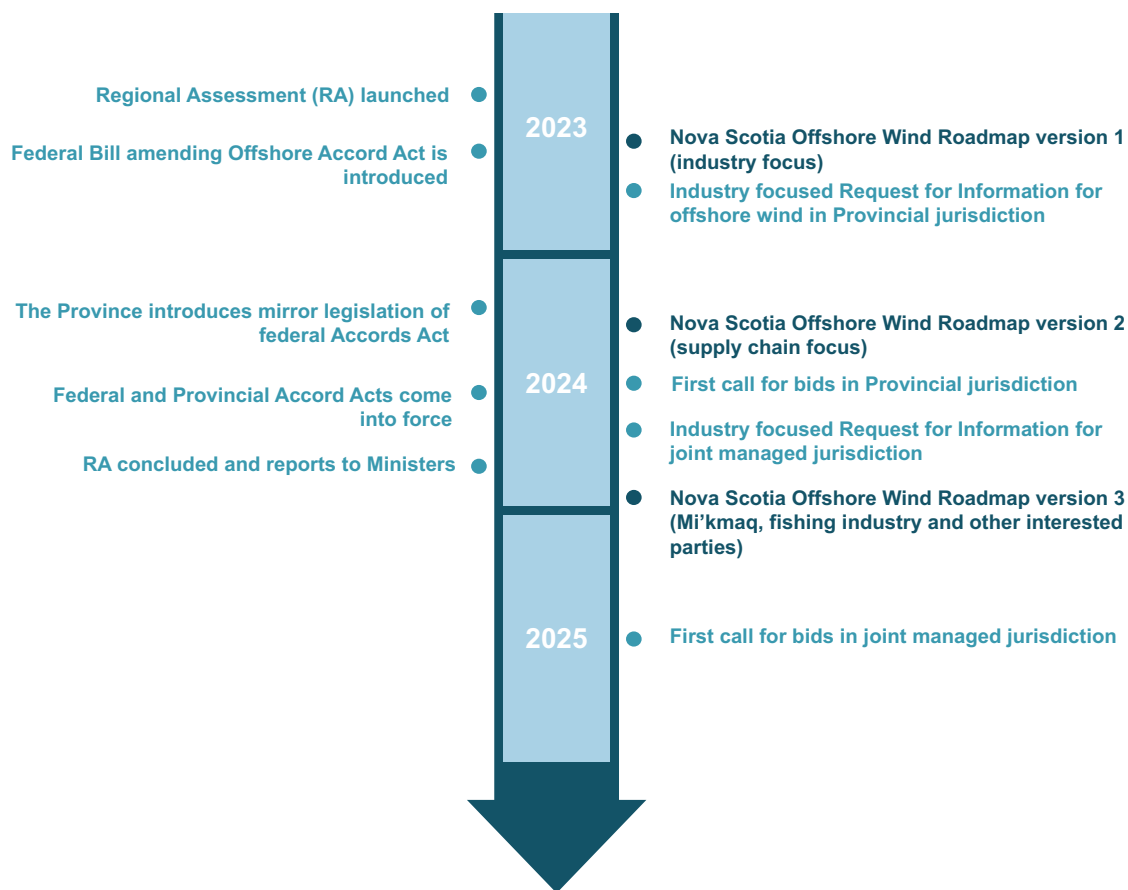 Regional Assessment (RA) launched
2023
Federal Bill amending Offshore Accord Act is
introduced
Nova Scotia Offshore Wind Roadmap version 1
(industry focus)
Industry focused Request for Information for
offshore wind in Provincial jurisdiction
The Province introduces mirror legislation of
federal Accords Act
2024
Federal and Provincial Accord Acts come
into force
RA concluded and reports to Ministers
Nova Scotia Offshore Wind Roadmap version 2
(supply chain focus)
First call for bids in Provincial jurisdiction
Industry focused Request for Information for
joint managed jurisdiction
Nova Scotia Offshore Wind Roadmap version 3
(Mi’kmaq, fishing industry and other interested
parties)
2025
First call for bids in joint managed jurisdiction